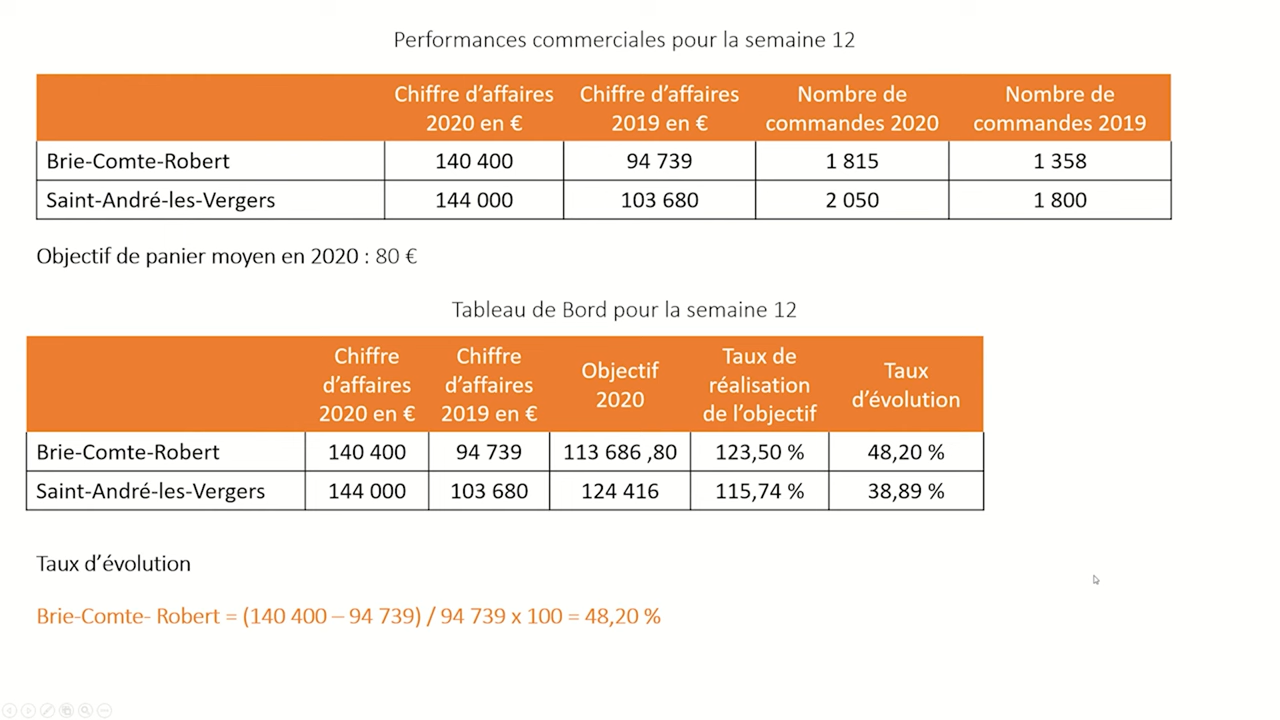 Performances commerciales pour la semaine 12
Chiffre d'affaires 2020 en € Chiffre d'affaires 2019 en € Nombre de commandes 2020 Nombre de commandes 2019
Brie-Comte-Robert 140 400 94 739 1 815 1 358
Saint-André-les-Vergers 144 000 103 680 2 050 1 800
Objectif de panier moyen en 2020 : 80 €
Tableau de Bord pour la semaine 12
Chiffre d'affaires 2020 en € Chiffre d'affaires 2019 en € Objectif 2020 Taux de réalisation de l'objectif Taux d'évolution
Brie-Comte-Robert 140 400 94 739 113 686 ,80 123,50 % 48,20 %
Saint-André-les-Vergers 144 000 103 680 124 416 115,74 % 38,89 %
Taux d'évolution
Brie-Comte- Robert = (140 400 – 94 739) / 94 739 x 100 = 48,20 %